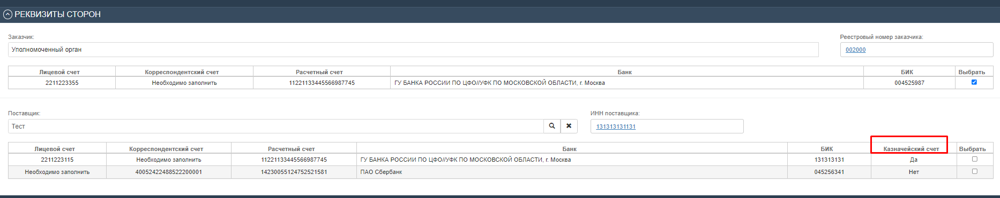 РЕКВИЗИТЫ СТОРОН
Заказчик: Реестровый номер заказчика:
Уполномоченный орган 002000
Лицевой счет Корреспондентский счет Расчетный счет Банк БИК Выбрать
2211223355 Необходимо заполнить 11221133445566987745 ГУ БАНКА РОССИИ ПО ЦФО//УФК ПО МОСКОВСКОЙ ОБЛАСТИ, г. Москва 004525987
Поставщик: ИНН поставщика:
Тест 131313131131
Лицевой счет Корреспондентский счет Расчетный счет Банк БИК Казначейский счет Выбрать
2211223115 Необходимо заполнить 11221133445566987745 ГУ БАНКА РОССИИ ПО ЦФО//УФК ПО МОСКОВСКОЙ ОБЛАСТИ, г. Москва 131313131 Да
Необходимо заполнить 40052422488522200001 14230055124752521581 ПАО Сбербанк 045256341 Нет